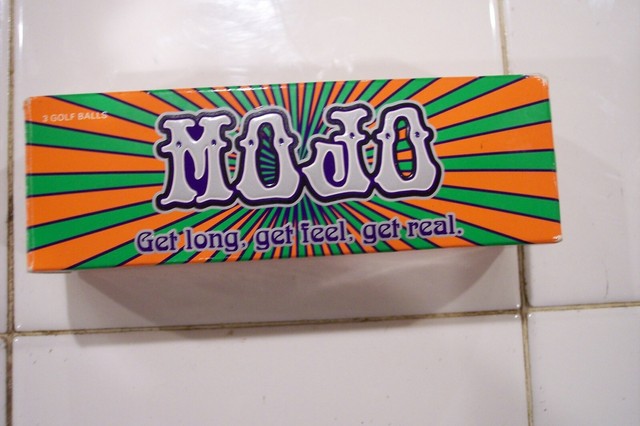 3 GOLF BALLS
MOJO
Get long, get feel, get real.